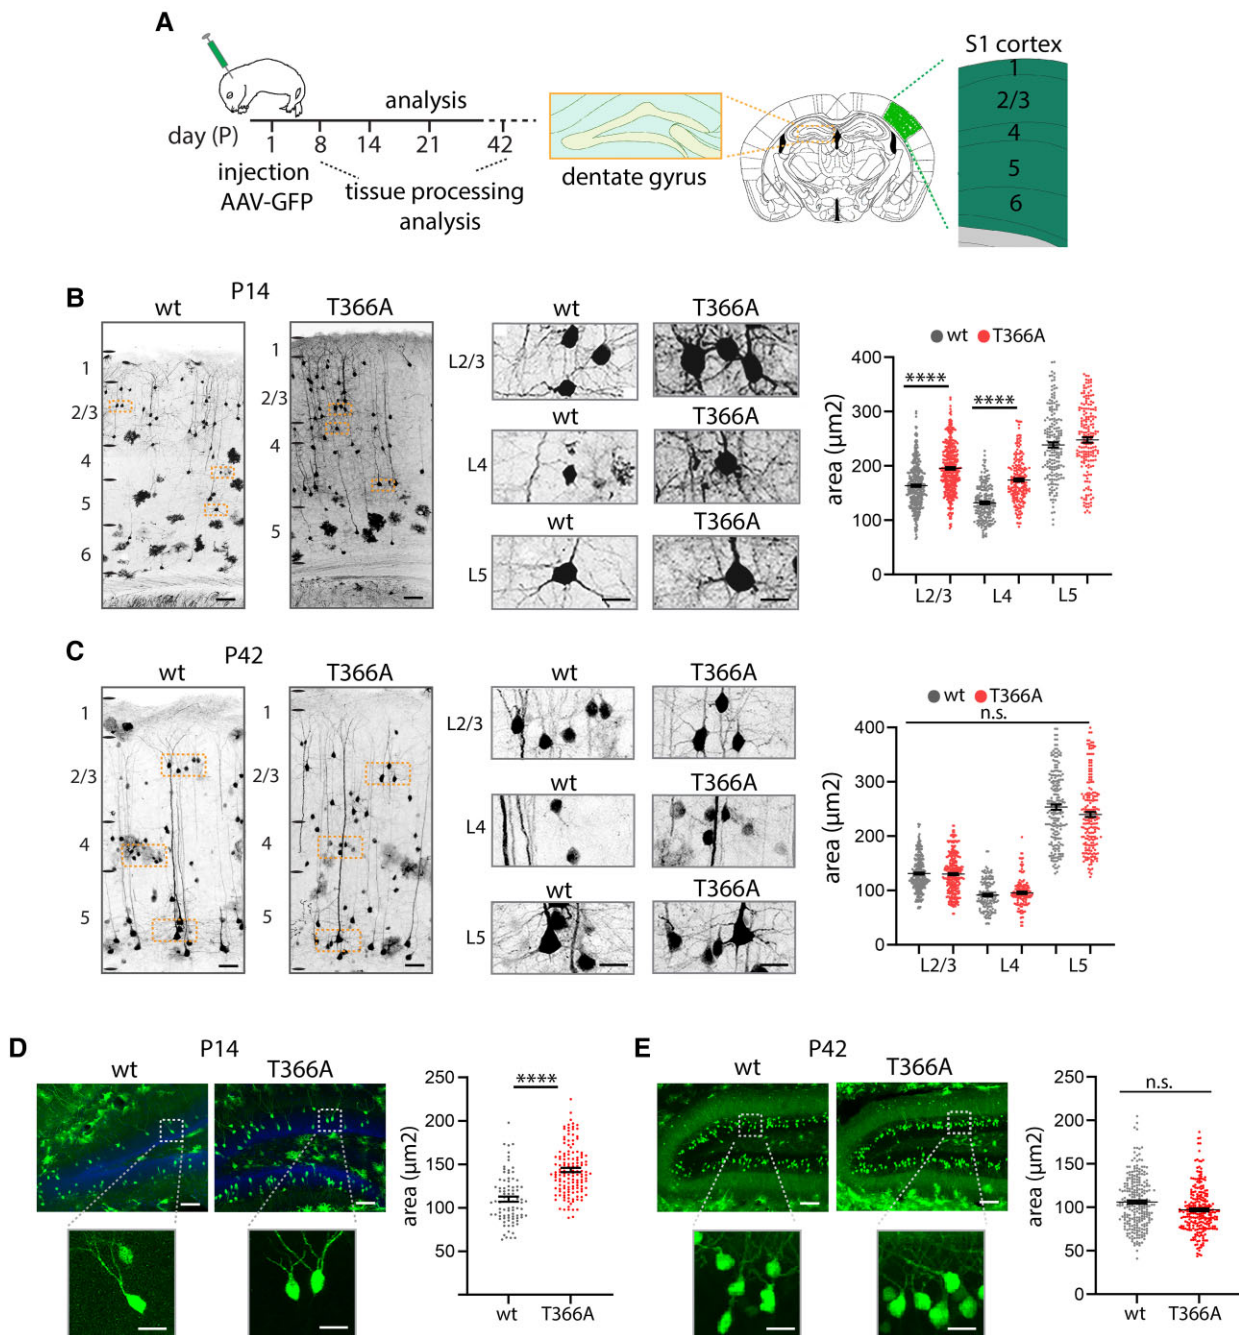 A
S1 cortex
analysis
day (P)
1 8 14 21 42
injection
AAV-GFP
tissue processing
analysis
dentate gyrus
1
2/3
4
5
6
B
P14
wt T366A
1
2/3
4
5
6
1
2/3
4
5
wt T366A
L2/3
wt T366A
L4
wt T366A
L5
wt T366A
****
****
area (µm2)
400
300
200
100
0
L2/3 L4 L5
C
P42
wt T366A
1
2/3
4
5
1
2/3
4
5
wt T366A
L2/3
wt T366A
L4
wt T366A
L5
wt T366A
n.s.
area (µm2)
400
300
200
100
0
L2/3 L4 L5
D
P14
wt T366A
****
area (µm2)
250
200
150
100
50
wt T366A
E
P42
wt T366A
n.s.
area (µm2)
250
200
150
100
50
0
wt T366A